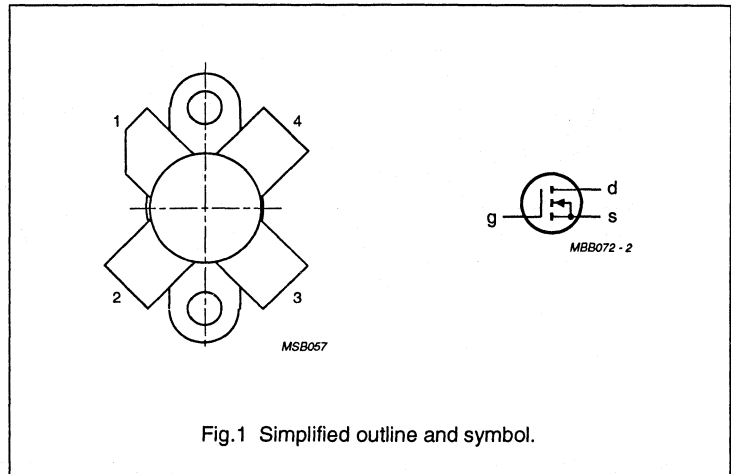 1
4
2
3
MSB057
g
d
s
MBB072 - 2
Fig.1 Simplified outline and symbol.